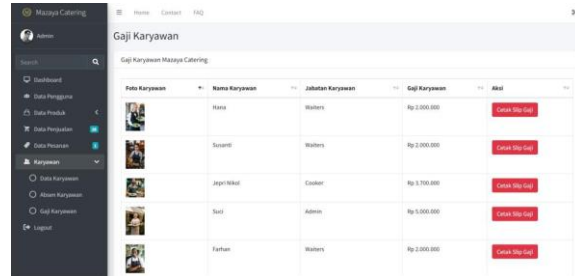 Mazaya Catering
Home Contact FAQ
Admin
Gaji Karyawan
Search
Gaji Karyawan Mazaya Catering
Dashboard
Data Pengguna
Data Produk
Data Penjualan
Data Pesanan
Karyawan
Data Karyawan
Absen Karyawan
Gaji Karyawan
Logout
Foto Karyawan Nama Karyawan Jabatan Karyawan Gaji Karyawan Aksi
Hana Waiters Rp 2.000.000 Cetak Slip Gaji
Susanti Waiters Rp 2.000.000 Cetak Slip Gaji
Jepri Nikol Cooker Rp 3.700.000 Cetak Slip Gaji
Suci Admin Rp 5.000.000 Cetak Slip Gaji
Farhan Waiters Rp 2.000.000 Cetak Slip Gaji